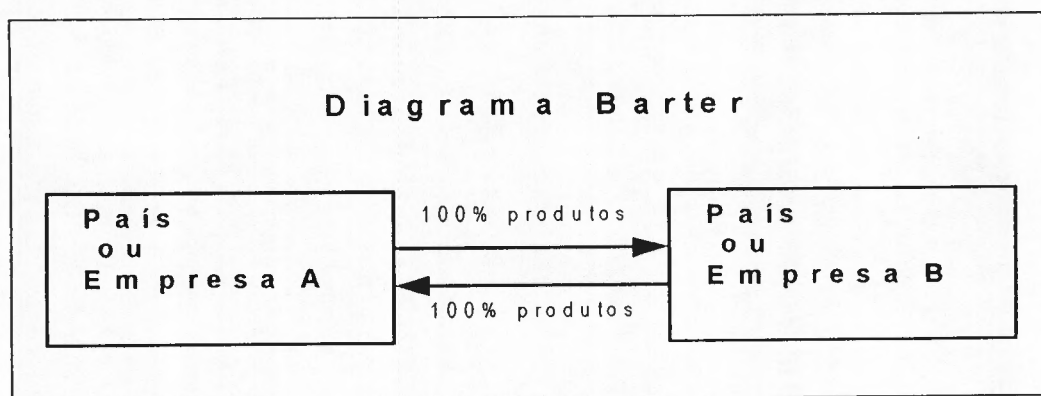 Diagrama Barter
País
ou
Empresa A
100% produtos
100% produtos
País
ou
Empresa B